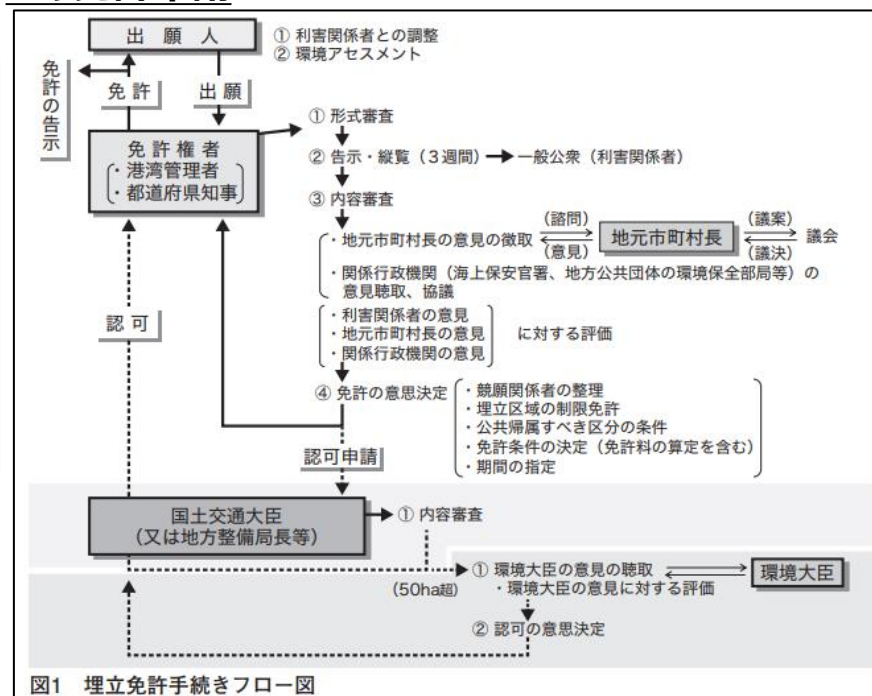 出願人
① 利害関係者との調整
② 環境アセスメント
免許の告示
免許
出願
免許権者
・港湾管理者
・都道府県知事
① 形式審査
② 告示・縦覧（3週間）
一般公衆（利害関係者）
③ 内容審査
・地元市町村長の意見の徴取
（諮問）
（意見）
地元市町村長
（議案）
（議決）
議会
・関係行政機関（海上保安官署、地方公共団体の環境保全部局等）の
意見聴取、協議
・利害関係者の意見
・地元市町村長の意見
・関係行政機関の意見
に対する評価
認可
④ 免許の意思決定
・競願関係者の整理
・埋立区域の制限免許
・公共帰属すべき区分の条件
・免許条件の決定（免許料の算定を含む）
・期間の指定
認可申請
国土交通大臣
（又は地方整備局長等）
① 内容審査
（50ha超）
① 環境大臣の意見の聴取
・環境大臣の意見に対する評価
環境大臣
② 認可の意思決定
図1 埋立免許手続きフロー図